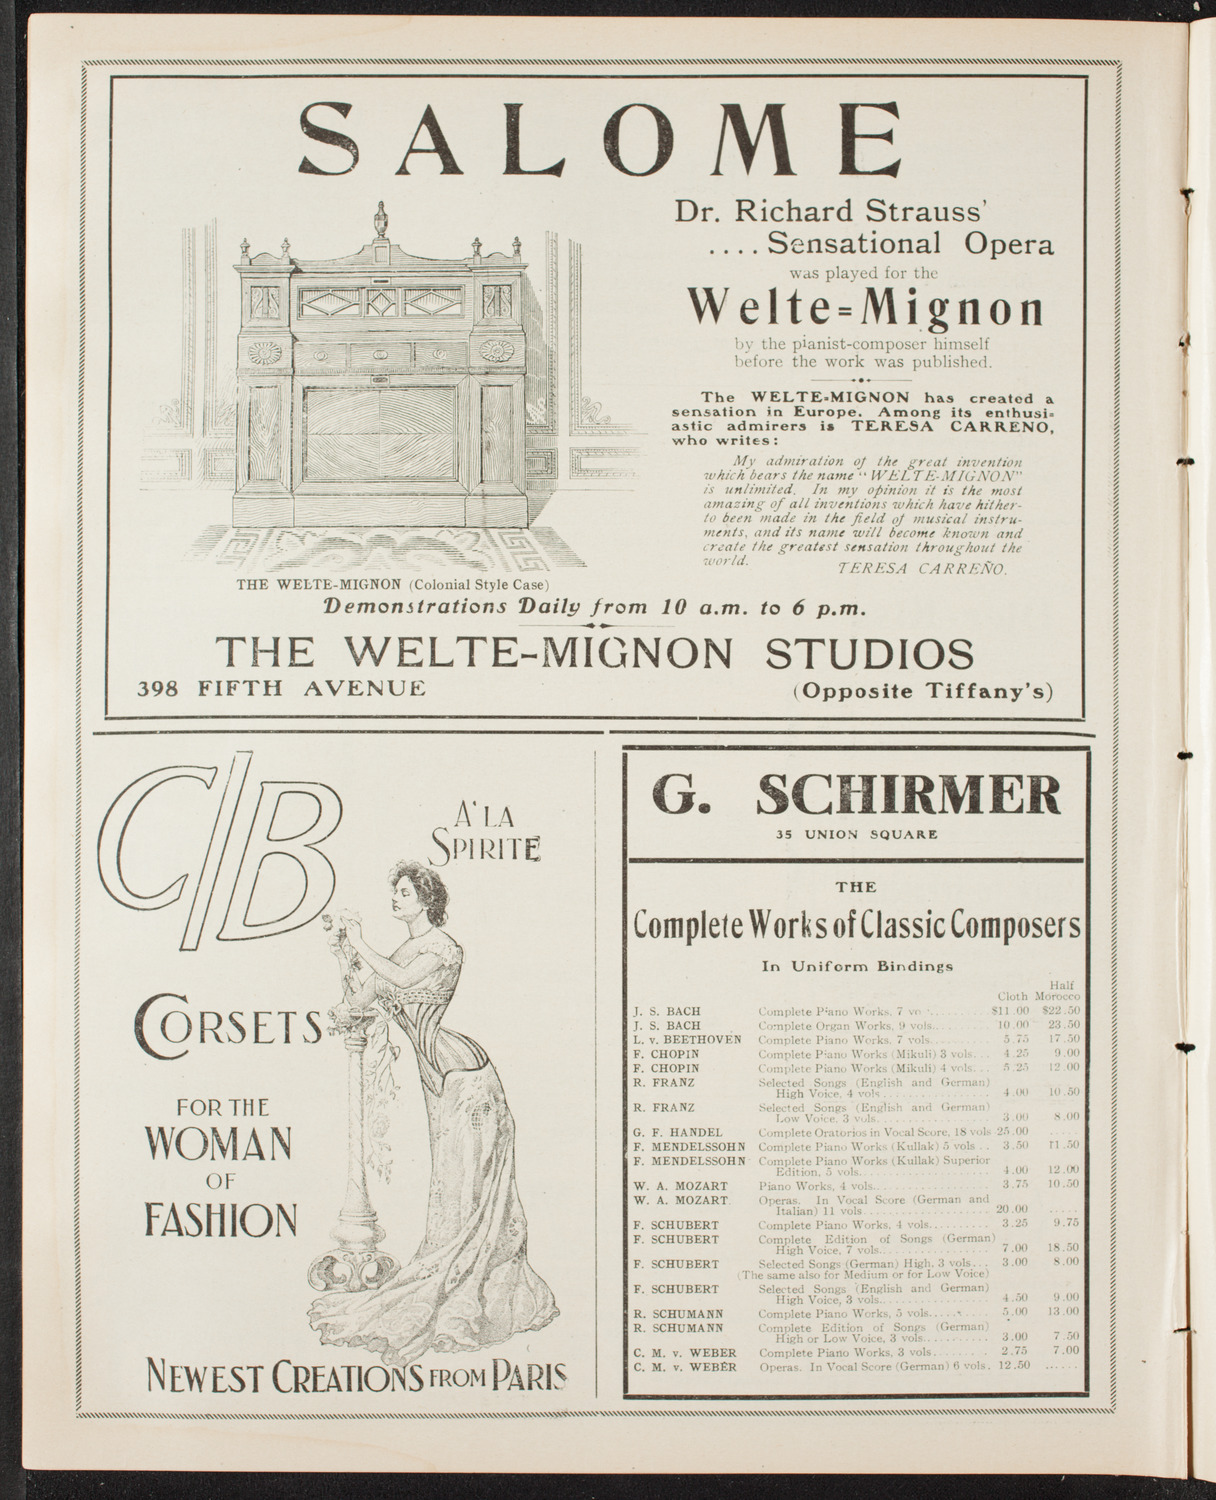 SALOME
Dr. Richard Strauss'
.... Sensational Opera
was played for the
Welte=Mignon
by the pianist-composer himself
before the work was published.
The WELTE=MIGNON has created a
sensation in Europe. Among its enthusi=
astic admirers is TERESA CARRENO,
who writes:
My admiration of the great invention
which bears the name "WELTE-MIGNON"
is unlimited. In my opinion it is the most
amazing of all inventions which have hither-
to been made in the field of musical instru-
ments, and its name will become known and
create the greatest sensation throughout the
world.
TERESA CARREÑO.
THE WELTE-MIGNON (Colonial Style Case)
Demonstrations Daily from 10 a.m. to 6 p.m.
THE WELTE-MIGNON STUDIOS
398 FIFTH AVENUE (Opposite Tiffany's)
C/B
A' LA
SPIRITE
CORSETS
FOR THE
WOMAN
OF
FASHION
NEWEST CREATIONS FROM PARIS
G. SCHIRMER
35 UNION SQUARE
THE
Complete Works of Classic Composers
In Uniform Bindings
Half
Cloth Morocco
J. S. BACH Complete Piano Works, 7 vo ......... $11.00 $22.50
J. S. BACH Complete Organ Works, 9 vols......... 10.00 23.50
L. v. BEETHOVEN Complete Piano Works, 7 vols.......... 5.75 17.50
F. CHOPIN Complete Piano Works (Mikuli) 3 vols... 4.25 9.00
F. CHOPIN Complete Piano Works (Mikuli) 4 vols... 5.25 12.00
R. FRANZ Selected Songs (English and German)
High Voice, 4 vols................ 4.00 10.50
R. FRANZ Selected Songs (English and German)
Low Voice, 3 vols................ 3.00 8.00
G. F. HANDEL Complete Oratorios in Vocal Score, 18 vols 25.00 .....
F. MENDELSSOHN Complete Piano Works (Kullak) 5 vols .. 3.50 11.50
F. MENDELSSOHN Complete Piano Works (Kullak) Superior
Edition, 5 vols.................... 4.00 12.00
W. A. MOZART Piano Works, 4 vols................. 3.75 10.50
W. A. MOZART. Operas. In Vocal Score (German and
Italian) 11 vols.................... 20.00 .....
F. SCHUBERT Complete Piano Works, 4 vols.......... 3.25 9.75
F. SCHUBERT Complete Edition of Songs (German)
High Voice, 7 vols................. 7.00 18.50
F. SCHUBERT Selected Songs (German) High, 3 vols... 3.00 8.00
(The same also for Medium or for Low Voice)
F. SCHUBERT Selected Songs (English and German)
High Voice, 3 vols................. 4.50 9.00
R. SCHUMANN Complete Piano Works, 5 vols......... 5.00 13.00
R. SCHUMANN Complete Edition of Songs (German)
High or Low Voice, 3 vols........... 3.00 7.50
C. M. v. WEBER Complete Piano Works, 3 vols......... 2.75 7.00
C. M. v. WEBER Operas. In Vocal Score (German) 6 vols. 12.50 ......